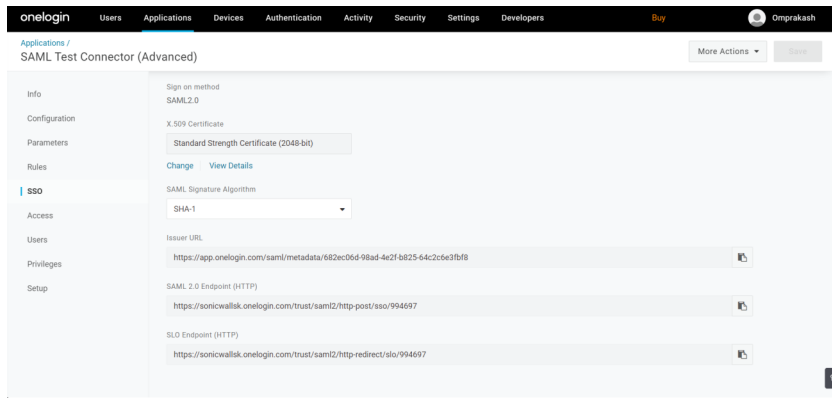 onelogin Users Applications Devices Authentication Activity Security Settings Developers Buy Omprakash
Applications /
SAML Test Connector (Advanced)
More Actions
Save
Info
Configuration
Parameters
Rules
SSO
Access
Users
Privileges
Setup
Sign on method
SAML2.0
X.509 Certificate
Standard Strength Certificate (2048-bit)
Change View Details
SAML Signature Algorithm
SHA-1
Issuer URL
https://app.onelogin.com/saml/metadata/682ec06d-98ad-4e2f-b825-64c2c6e3fbf8
SAML 2.0 Endpoint (HTTP)
https://sonicwallsk.onelogin.com/trust/saml2/http-post/sso/994697
SLO Endpoint (HTTP)
https://sonicwallsk.onelogin.com/trust/saml2/http-redirect/slo/994697